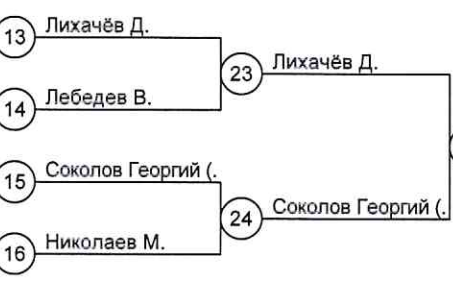 13 Лихачёв Д.
23 Лихачёв Д.
14 Лебедев В.
15 Соколов Георгий (.
24 Соколов Георгий (.
16 Николаев М.